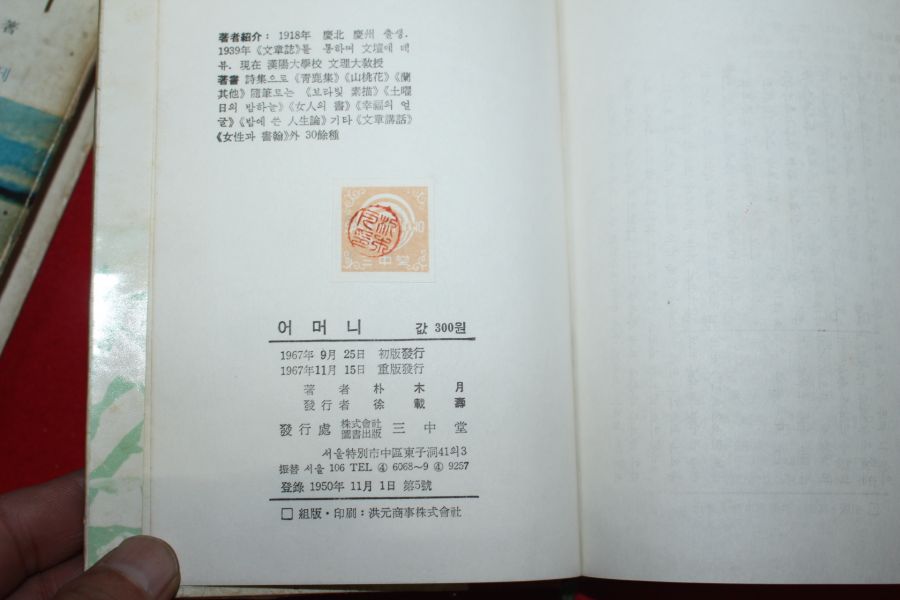 著
著者紹介: 1918年 慶北 慶州 출생.
1939年《文章誌》를 통하여 文壇에 데
뷰. 現在 漢陽大學校 文理大教授
著書 詩集으로《靑鹿集》《山桃花》《蘭
其他》隨筆로는 《보라빛 素描》《土曜
日의 밤하늘》《女人의 書》《幸福의 얼
굴》《밤에 쓴 人生論》기타《文章講話》
《女性과 書翰》外 30餘種
三中堂
어머니 값 300원
1967年 9月 25日 初版發行
1967年11月 15日 重版發行
著者 朴木月
發行者 徐載壽
發行處 株式會社 圖書出版 三中堂
서울特別市中區東子洞41의3
振替 서울 106 TEL ④ 6068~9 ④ 9257
登錄 1950年 11月 1日 第5號
□ 組版·印刷: 洪元商事株式會社